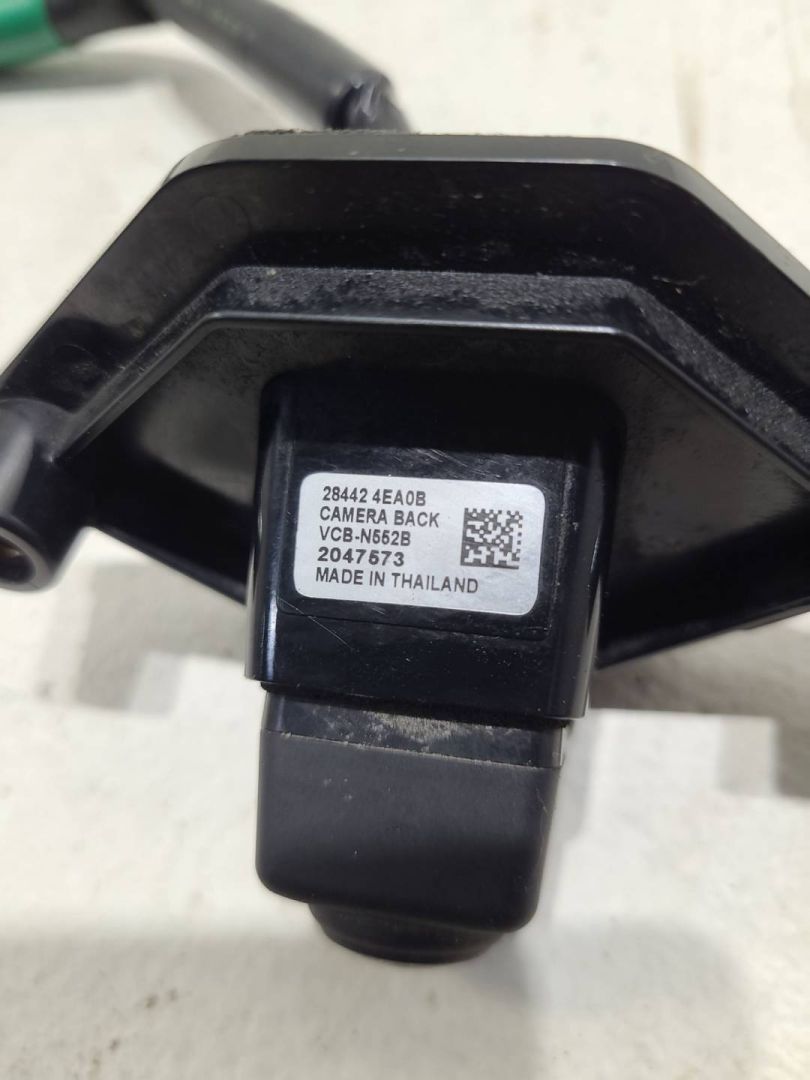 28442 4EA0B
CAMERA BACK
VCB-N552B
2047573
MADE IN THAILAND